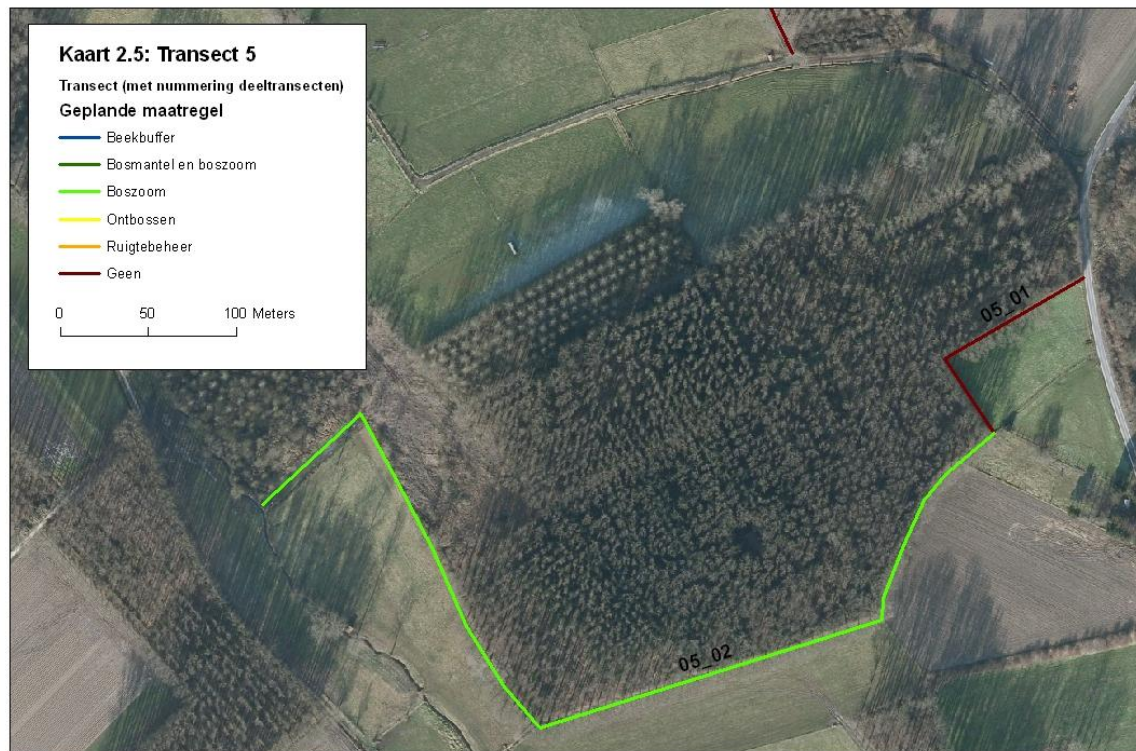 Kaart 2.5: Transect 5
Transect (met nummering deeltransecten)
Geplande maatregel
Beekbuffer
Bosmantel en boszoom
Boszoom
Ontbossen
Ruigtebeheer
Geen
0 50 100 Meters
05_01
05_02